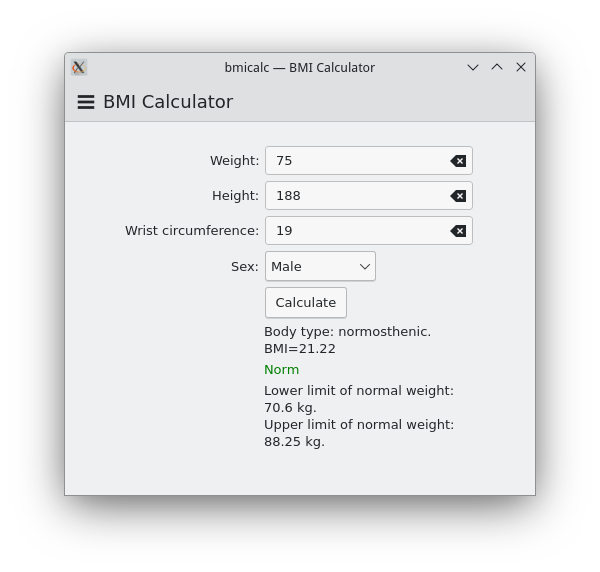 bmicalc — BMI Calculator
BMI Calculator
Weight: 75
Height: 188
Wrist circumference: 19
Sex: Male
Calculate
Body type: normosthenic.
BMI=21.22
Norm
Lower limit of normal weight:
70.6 kg.
Upper limit of normal weight:
88.25 kg.